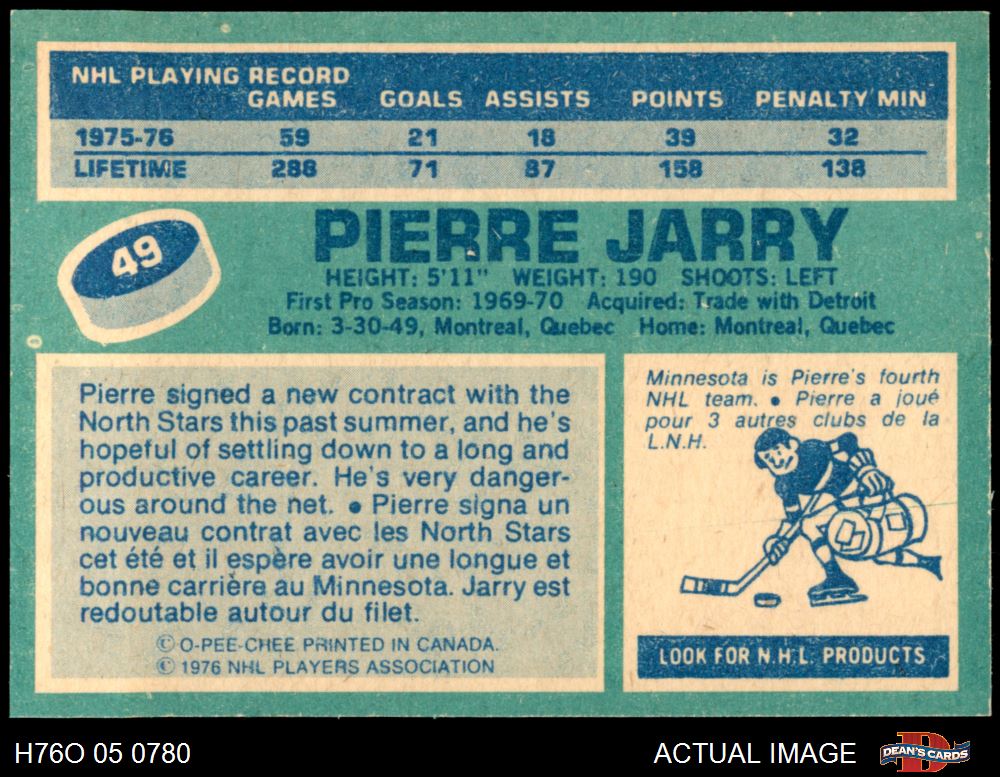 NHL PLAYING RECORD
GAMES GOALS ASSISTS POINTS PENALTY MIN
1975-76 59 21 18 39 32
LIFETIME 288 71 87 158 138
49
PIERRE JARRY
HEIGHT: 5'11" WEIGHT: 190 SHOOTS: LEFT
First Pro Season: 1969-70 Acquired: Trade with Detroit
Born: 3-30-49, Montreal, Quebec Home: Montreal, Quebec
Pierre signed a new contract with the
North Stars this past summer, and he's
hopeful of settling down to a long and
productive career. He's very danger-
ous around the net. • Pierre signa un
nouveau contrat avec les North Stars
cet été et il espère avoir une longue et
bonne carrière au Minnesota. Jarry est
redoutable autour du filet.
© O-PEE-CHEE PRINTED IN CANADA.
© 1976 NHL PLAYERS ASSOCIATION
Minnesota is Pierre's fourth
NHL team. • Pierre a joué
pour 3 autres clubs de la
L.N.H.
LOOK FOR N.H.L. PRODUCTS
H76O 05 0780
ACTUAL IMAGE
D
DEAN'S CARDS